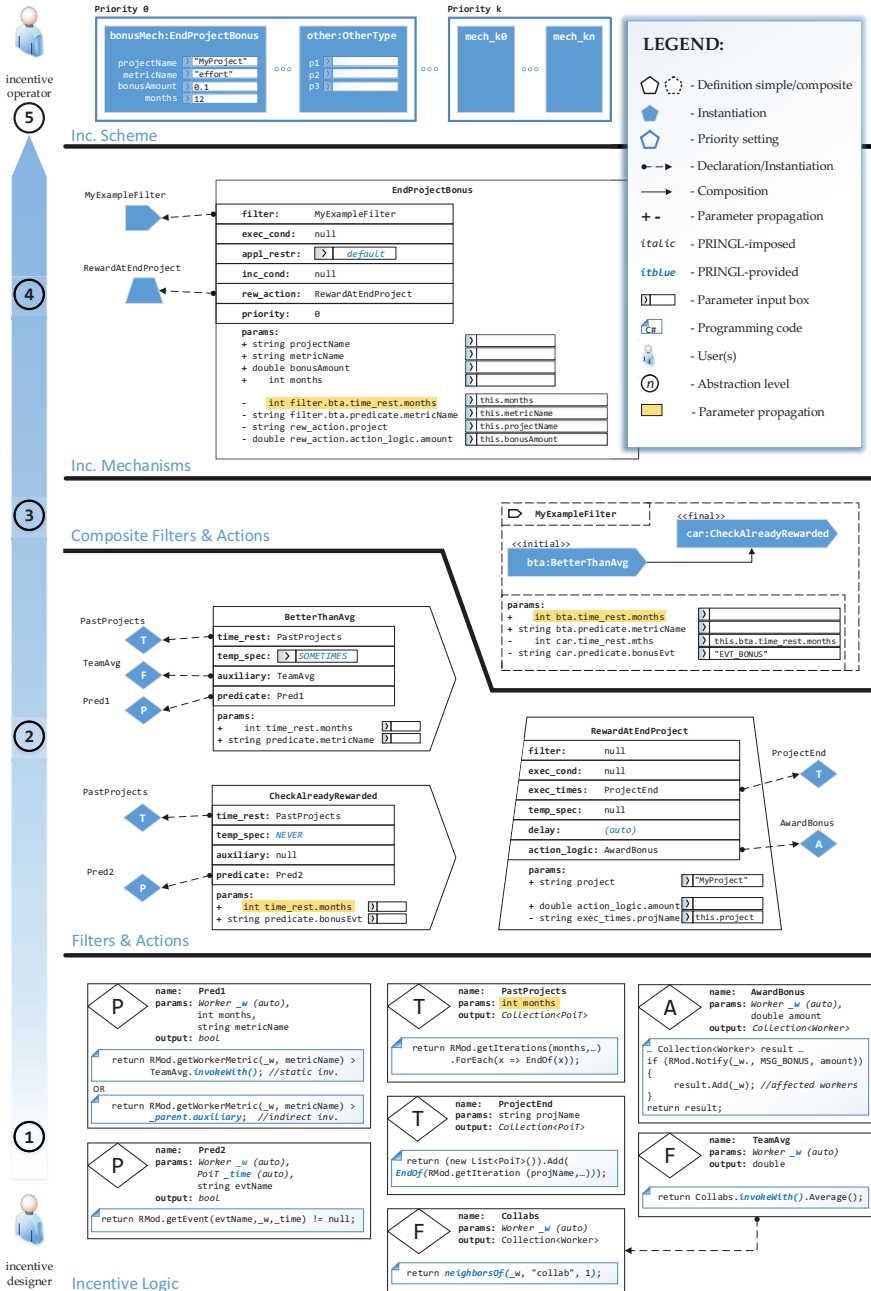 Priority 0
Priority k
bonusMech:EndProjectBonus
projectName "MyProject"
metricName "effort"
bonusAmount 0.1
months 12
other:OtherType
p1
p2
p3
mech_k0
mech_kn
incentive
operator
5
Inc. Scheme
LEGEND:
- Definition simple/composite
- Instantiation
- Priority setting
- Declaration/Instantiation
- Composition
+ - - Parameter propagation
italic - PRINGL-imposed
itblue - PRINGL-provided
- Parameter input box
C# - Programming code
- User(s)
n - Abstraction level
- Parameter propagation
MyExampleFilter
RewardAtEndProject
4
EndProjectBonus
filter: MyExampleFilter
exec_cond: null
appl_restr: default
inc_cond: null
rew_action: RewardAtEndProject
priority: 0
params:
+ string projectName
+ string metricName
+ double bonusAmount
+ int months
- int filter.bta.time_rest.months this.months
- string filter.bta.predicate.metricName this.metricName
- string rew_action.project this.projectName
- double rew_action.action_logic.amount this.bonusAmount
Inc. Mechanisms
3
Composite Filters & Actions
MyExampleFilter
<<final>>
car:CheckAlreadyRewarded
<<initial>>
bta:BetterThanAvg
params:
+ int bta.time_rest.months
+ string bta.predicate.metricName
- int car.time_rest.mths this.bta.time_rest.months
- string car.predicate.bonusEvt "EVT_BONUS"
2
PastProjects
T
TeamAvg
F
Pred1
P
BetterThanAvg
time_rest: PastProjects
temp_spec: SOMETIMES
auxiliary: TeamAvg
predicate: Pred1
params:
+ int time_rest.months
+ string predicate.metricName
PastProjects
T
Pred2
P
CheckAlreadyRewarded
time_rest: PastProjects
temp_spec: NEVER
auxiliary: null
predicate: Pred2
params:
+ int time_rest.months
+ string predicate.bonusEvt
RewardAtEndProject
filter: null
exec_cond: null
exec_times: ProjectEnd
temp_spec: null
delay: (auto)
action_logic: AwardBonus
params:
+ string project "MyProject"
+ double action_logic.amount
- string exec_times.projName this.project
ProjectEnd
T
AwardBonus
A
Filters & Actions
1
P
name: Pred1
params: Worker _w (auto),
int months,
string metricName
output: bool
return RMod.getWorkerMetric(_w, metricName) >
TeamAvg.invokeWith(); //static inv.
OR
return RMod.getWorkerMetric(_w, metricName) >
_parent.auxiliary; //indirect inv.
P
name: Pred2
params: Worker _w (auto),
PoiT _time (auto),
string evtName
output: bool
return RMod.getEvent(evtName,_w,_time) != null;
T
name: PastProjects
params: int months
output: Collection<PoiT>
return RMod.getIterations(months,…)
.ForEach(x => EndOf(x));
T
name: ProjectEnd
params: string projName
output: Collection<PoiT>
return (new List<PoiT>()).Add(
EndOf(RMod.getIteration (projName,…)));
F
name: Collabs
params: Worker _w (auto)
output: Collection<Worker>
return neighborsOf(_w, "collab", 1);
A
name: AwardBonus
params: Worker _w (auto),
double amount
output: Collection<Worker>
… Collection<Worker> result …
if (RMod.Notify(_w., MSG_BONUS, amount))
{
result.Add(_w); //affected workers
}
return result;
F
name: TeamAvg
params: Worker _w (auto)
output: double
return Collabs.invokeWith().Average();
incentive
designer
Incentive Logic